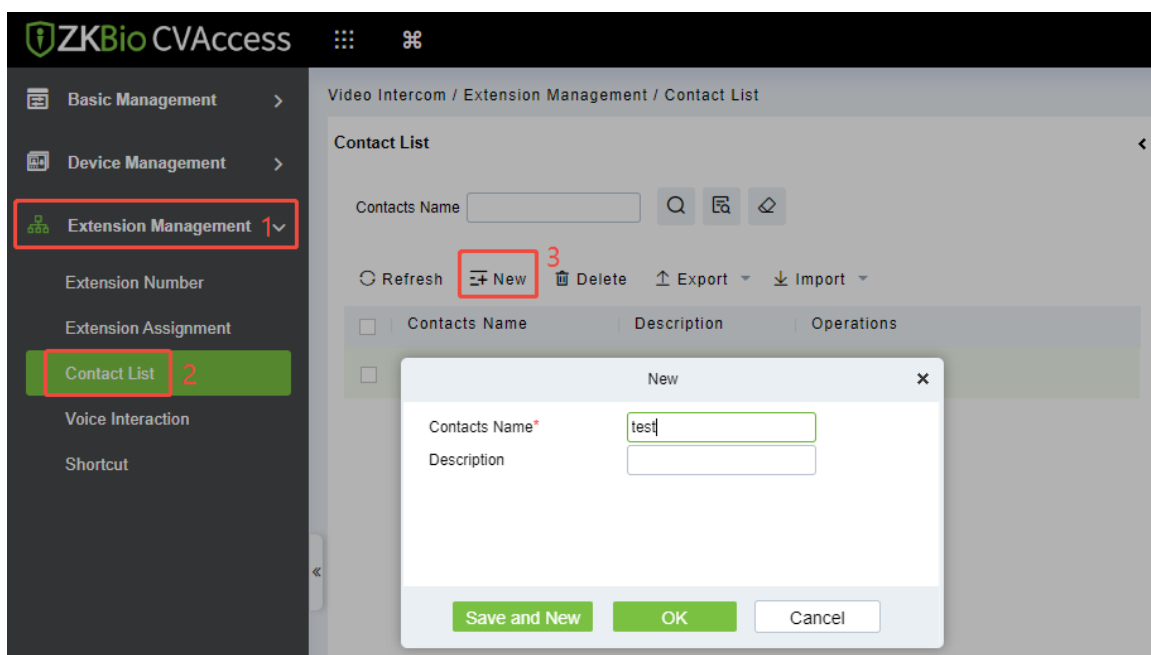 ZKBio CVAccess
Basic Management
Device Management
Extension Management 1
Extension Number
Extension Assignment
Contact List 2
Voice Interaction
Shortcut
Video Intercom / Extension Management / Contact List
Contact List
Contacts Name
3
Refresh New Delete Export Import
Contacts Name Description Operations
New
Contacts Name* test
Description
Save and New OK Cancel